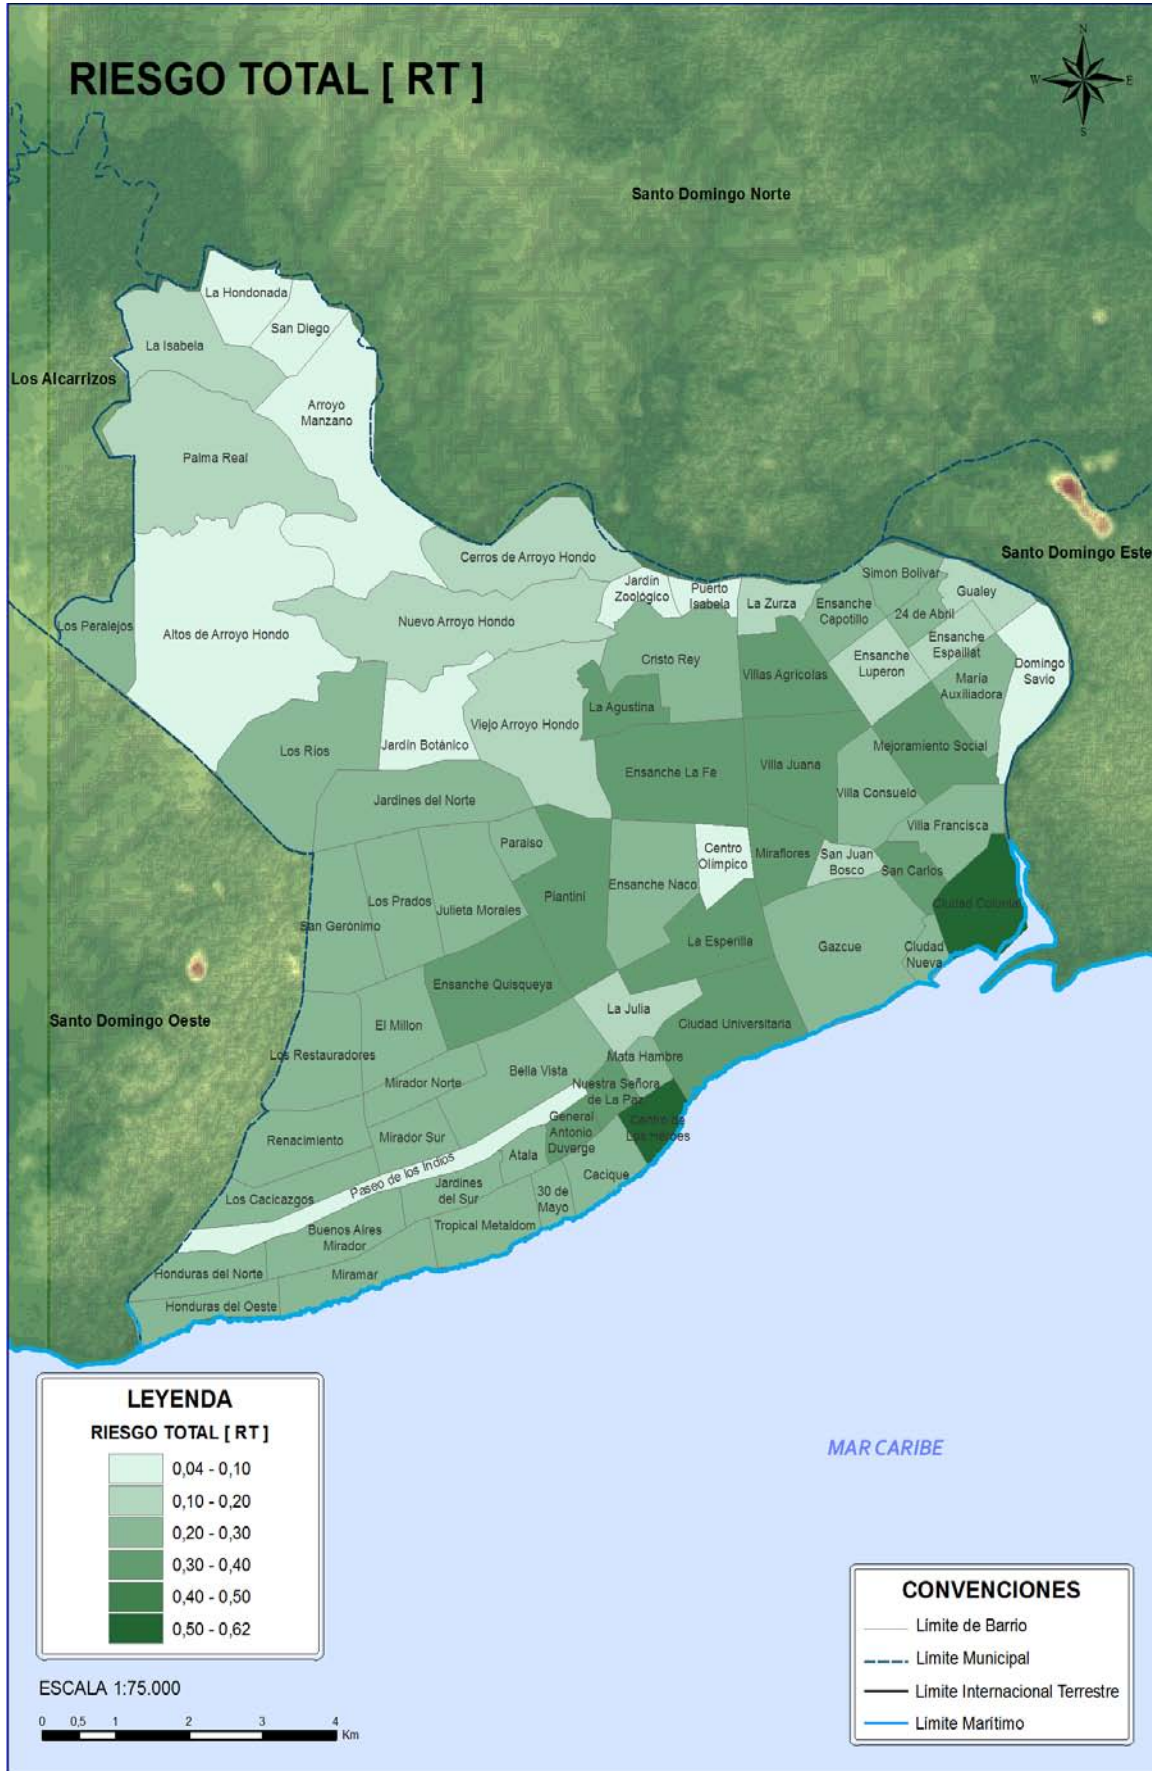 RIESGO TOTAL [ RT ]
N
W
E
S
Santo Domingo Norte
La Hondonada
San Diego
La Isabela
Los Alcarrizos
Arroyo
Manzano
Palma Real
Santo Domingo Este
Cerros de Arroyo Hondo
Simon Bolivar
Jardín
Zoológico
Puerto
Isabela
La Zurza
Ensanche
Capotillo
Gualey
24 de Abril
Los Peralejos
Altos de Arroyo Hondo
Nuevo Arroyo Hondo
Ensanche
Espaillat
Cristo Rey
Ensanche
Luperon
Domingo
Savio
Villas Agrícolas
María
Auxiliadora
La Agustina
Viejo Arroyo Hondo
Los Ríos
Jardín Botánico
Mejoramiento Social
Ensanche La Fe
Villa Juana
Jardines del Norte
Villa Consuelo
Villa Francisca
Paraiso
Centro
Olímpico
Miraflores
San Juan
Bosco
San Carlos
Ensanche Naco
Piantini
Los Prados
Julieta Morales
Ciudad Colonial
San Gerónimo
La Esperilla
Gazcue
Ciudad
Nueva
Ensanche Quisqueya
La Julia
Santo Domingo Oeste
El Millon
Ciudad Universitaria
Los Restauradores
Mata Hambre
Bella Vista
Mirador Norte
Nuestra Señora
de La Paz
General
Antonio
Duverge
Centro de
Los Héroes
Renacimiento
Mirador Sur
Atala
Paseo de los Indios
Cacique
Jardines
del Sur
30 de
Mayo
Los Cacicazgos
Buenos Aires
Mirador
Tropical Metaldom
Honduras del Norte
Miramar
Honduras del Oeste
LEYENDA
RIESGO TOTAL [ RT ]
0,04 - 0,10
0,10 - 0,20
0,20 - 0,30
0,30 - 0,40
0,40 - 0,50
0,50 - 0,62
MAR CARIBE
ESCALA 1:75.000
0 0,5 1 2 3 4
Km
CONVENCIONES
Límite de Barrio
Límite Municipal
Límite Internacional Terrestre
Límite Marítimo